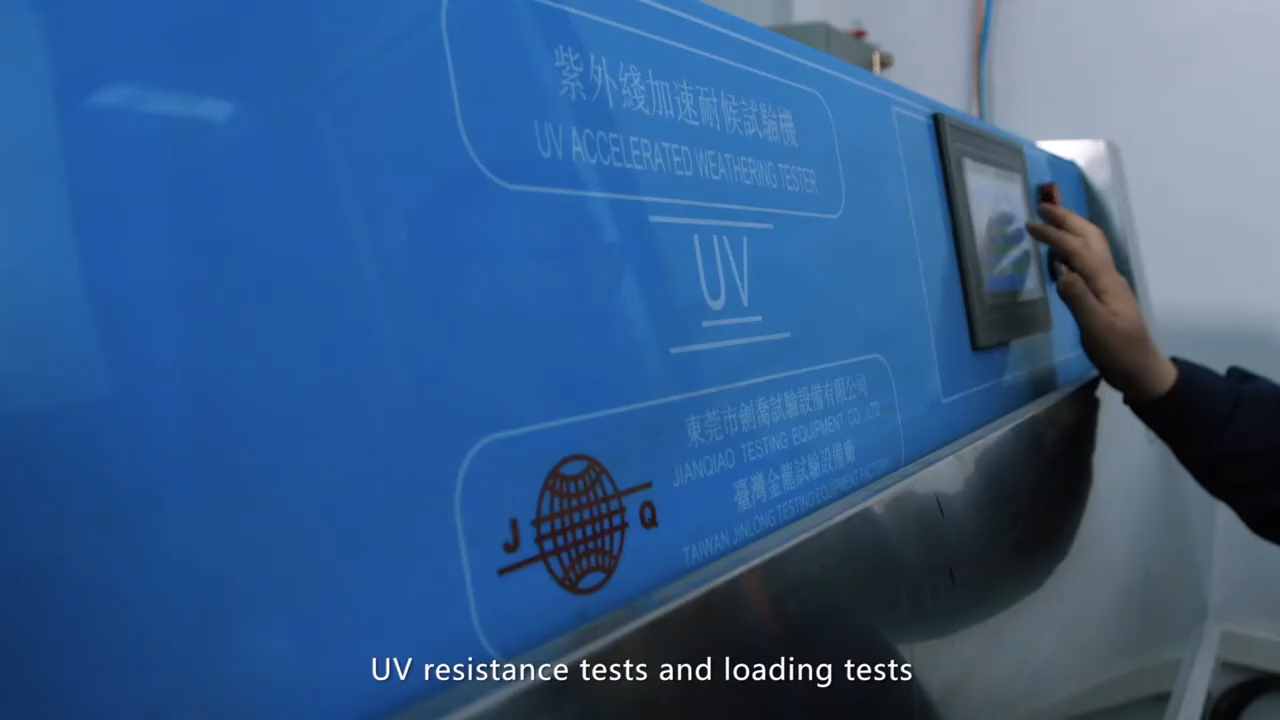 紫外綫加速耐候試驗機
UV ACCELERATED WEATHERING TESTER
UV
東莞市劍喬試驗設備有限公司
JIANQIAO TESTING EQUIPMENT CO LTD
臺灣金龍試驗設備廠
TAIWAN JINLONG TESTING EQUIPMENT FACTORY
J Q
UV resistance tests and loading tests